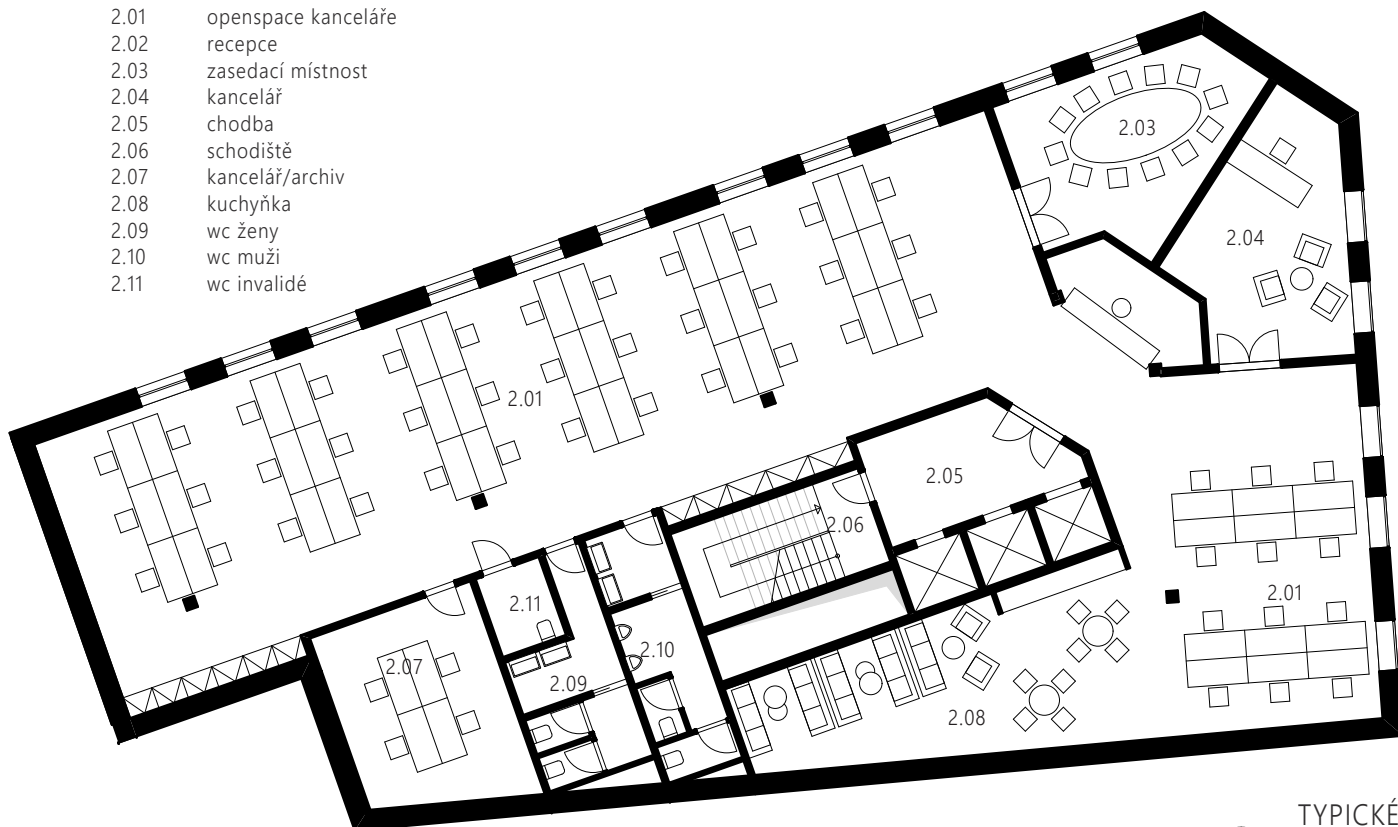 2.01 openspace kanceláře
2.02 recepce
2.03 zasedací místnost
2.04 kancelář
2.05 chodba
2.06 schodiště
2.07 kancelář/archiv
2.08 kuchyňka
2.09 wc ženy
2.10 wc muži
2.11 wc invalidé
2.03
2.04
2.01
2.05
2.06
2.11
2.01
2.10
2.07
2.09
2.08
TYPICKÉ